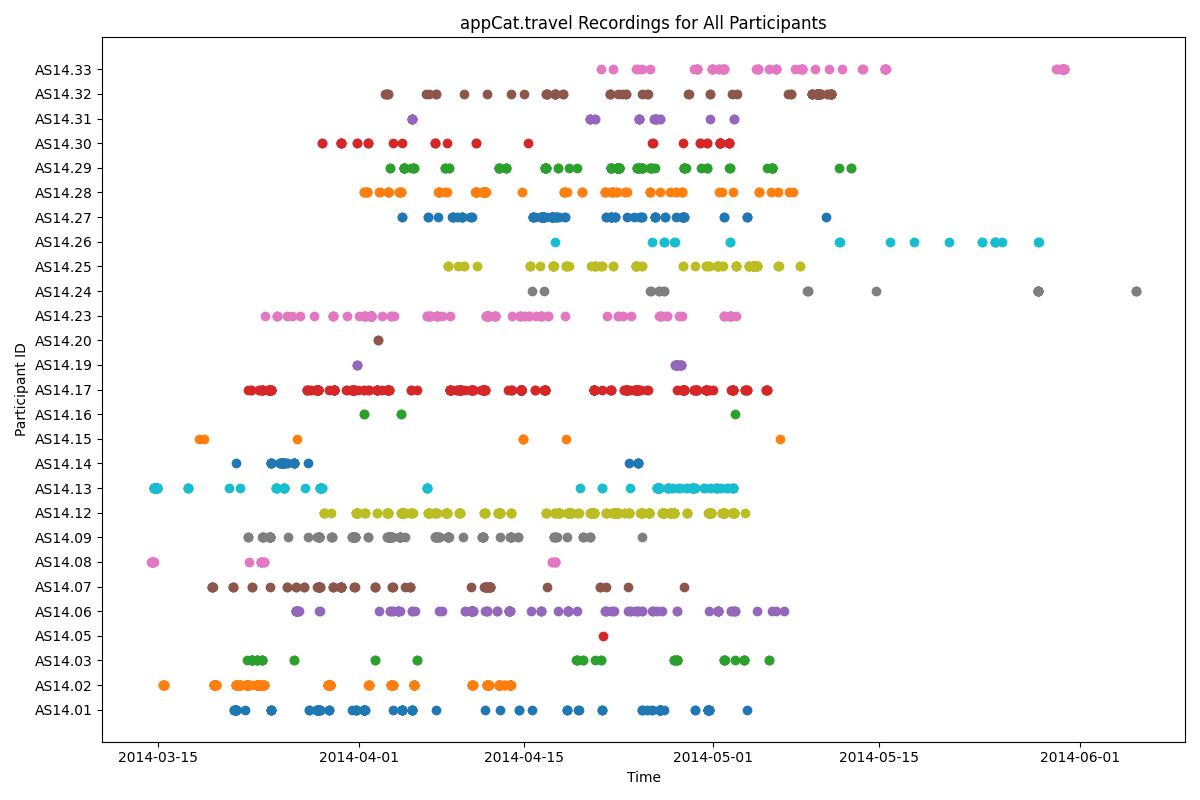 appCat.travel Recordings for All Participants
Participant ID
AS14.33
AS14.32
AS14.31
AS14.30
AS14.29
AS14.28
AS14.27
AS14.26
AS14.25
AS14.24
AS14.23
AS14.20
AS14.19
AS14.17
AS14.16
AS14.15
AS14.14
AS14.13
AS14.12
AS14.09
AS14.08
AS14.07
AS14.06
AS14.05
AS14.03
AS14.02
AS14.01
2014-03-15 2014-04-01 2014-04-15 2014-05-01 2014-05-15 2014-06-01
Time